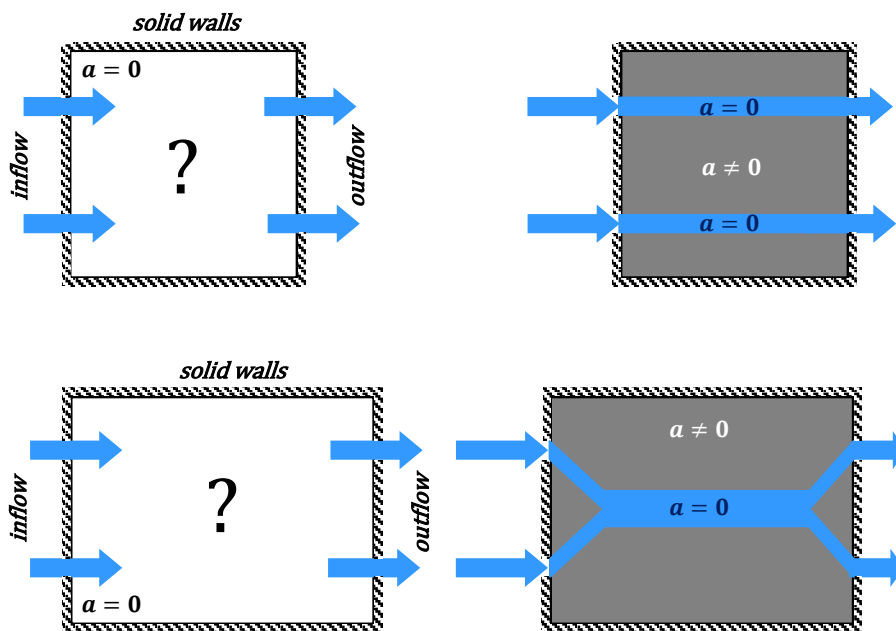 solid walls
a = 0
inflow
?
outflow
a = 0
a ≠ 0
a = 0
solid walls
inflow
?
outflow
a = 0
a ≠ 0
a = 0